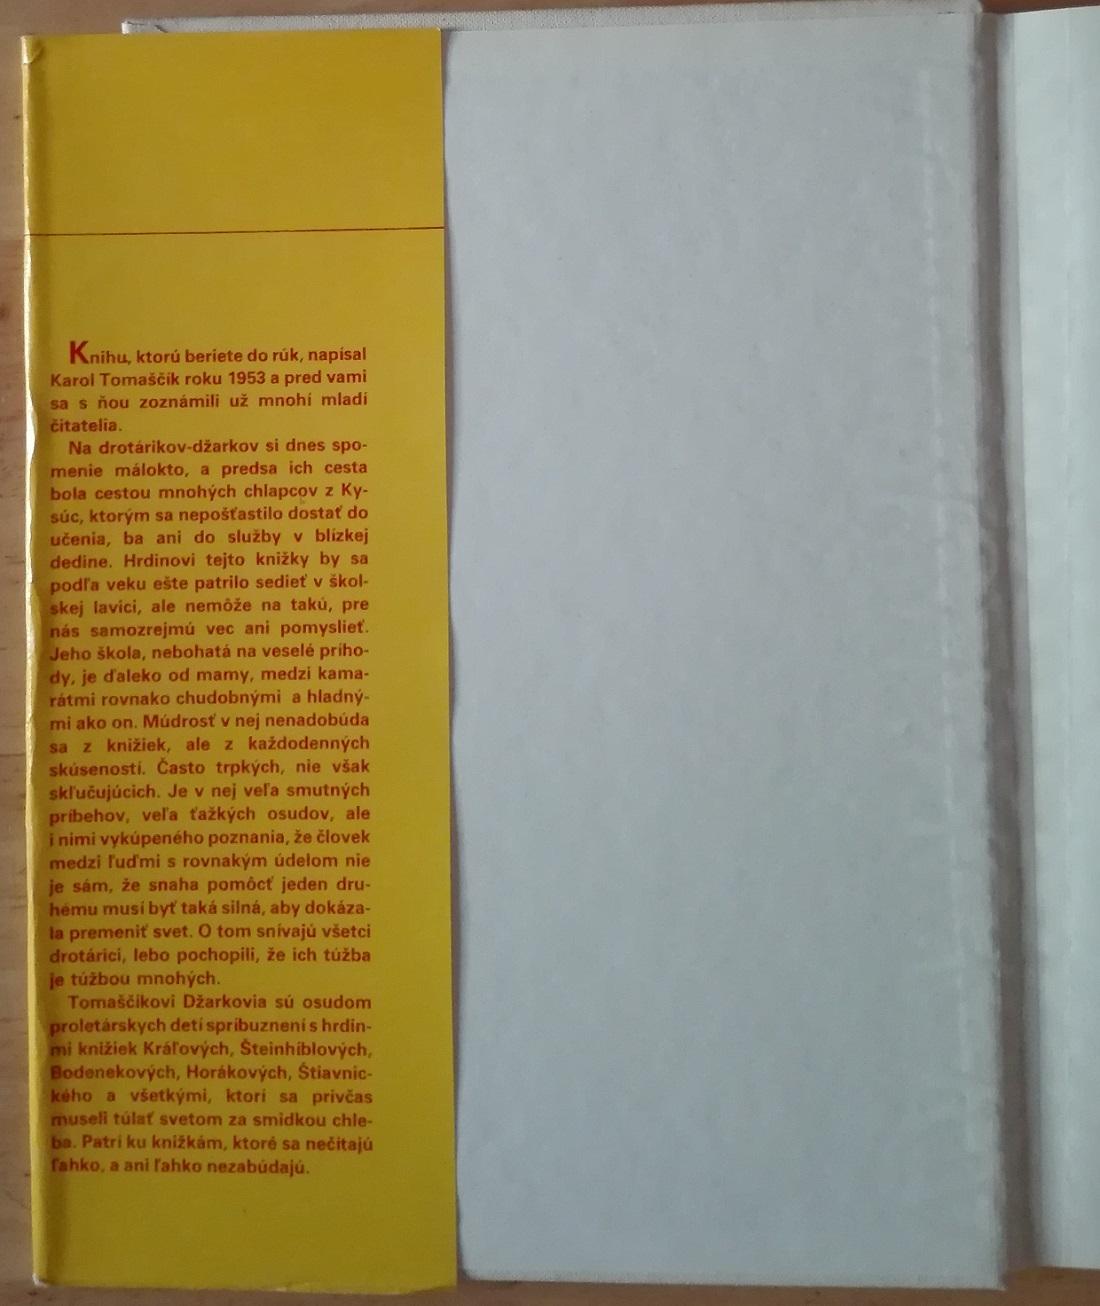 Knihu, ktorú beriete do rúk, napísal
Karol Tomaščík roku 1953 a pred vami
sa s ňou zoznámili už mnohí mladí
čitatelia.
Na drotárikov-džarkov si dnes spo-
menie málokto, a predsa ich cesta
bola cestou mnohých chlapcov z Ky-
súc, ktorým sa nepošťastilo dostať do
učenia, ba ani do služby v blízkej
dedine. Hrdinovi tejto knižky by sa
podľa veku ešte patrilo sedieť v škol-
skej lavici, ale nemôže na takú, pre
nás samozrejmú vec ani pomyslieť.
Jeho škola, nebohatá na veselé prího-
dy, je ďaleko od mamy, medzi kama-
rátmi rovnako chudobnými a hladný-
mi ako on. Múdrosť v nej nenadobúda
sa z knižiek, ale z každodenných
skúseností. Často trpkých, nie však
skľučujúcich. Je v nej veľa smutných
príbehov, veľa ťažkých osudov, ale
i nimi vykúpeného poznania, že človek
medzi ľuďmi s rovnakým údelom nie
je sám, že snaha pomôcť jeden dru-
hému musí byť taká silná, aby dokáza-
la premeniť svet. O tom snívajú všetci
drotárici, lebo pochopili, že ich túžba
je túžbou mnohých.
Tomaščíkovi Džarkovia sú osudom
proletárskych detí spríbuznení s hrdin-
mi knižiek Kráľových, Šteinhíblových,
Bodenekových, Horákových, Štiavnic-
kého a všetkými, ktorí sa privčas
museli túlať svetom za smidkou chle-
ba. Patrí ku knižkám, ktoré sa nečítajú
ľahko, a ani ľahko nezabúdajú.